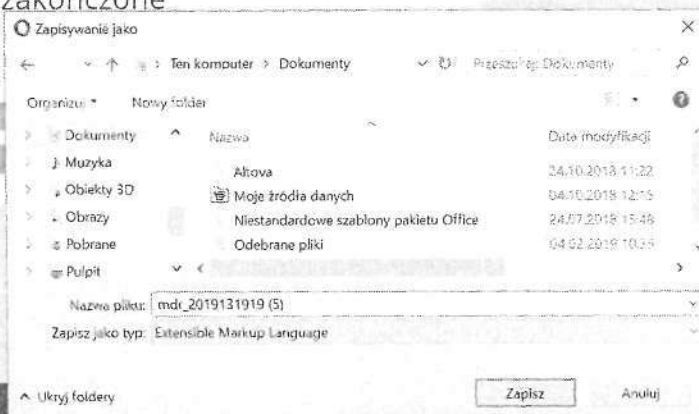 zakończone
Zapisywanie jako
Ten komputer > Dokumenty
Przeszukaj: Dokumenty
Organizuj
Nowy folder
Dokumenty
Nazwa
Data modyfikacji
Muzyka
Altova
24.10.2018 11:22
Obiekty 3D
Moje źródła danych
04.10.2018 12:15
Obrazy
Niestandardowe szablony pakietu Office
24.07.2018 15:48
Pobrane
Odebrane pliki
04.02.2019 10:35
Pulpit
Nazwa pliku: mdr_2019131919 (5)
Zapisz jako typ: Extensible Markup Language
Ukryj foldery
Zapisz
Anuluj